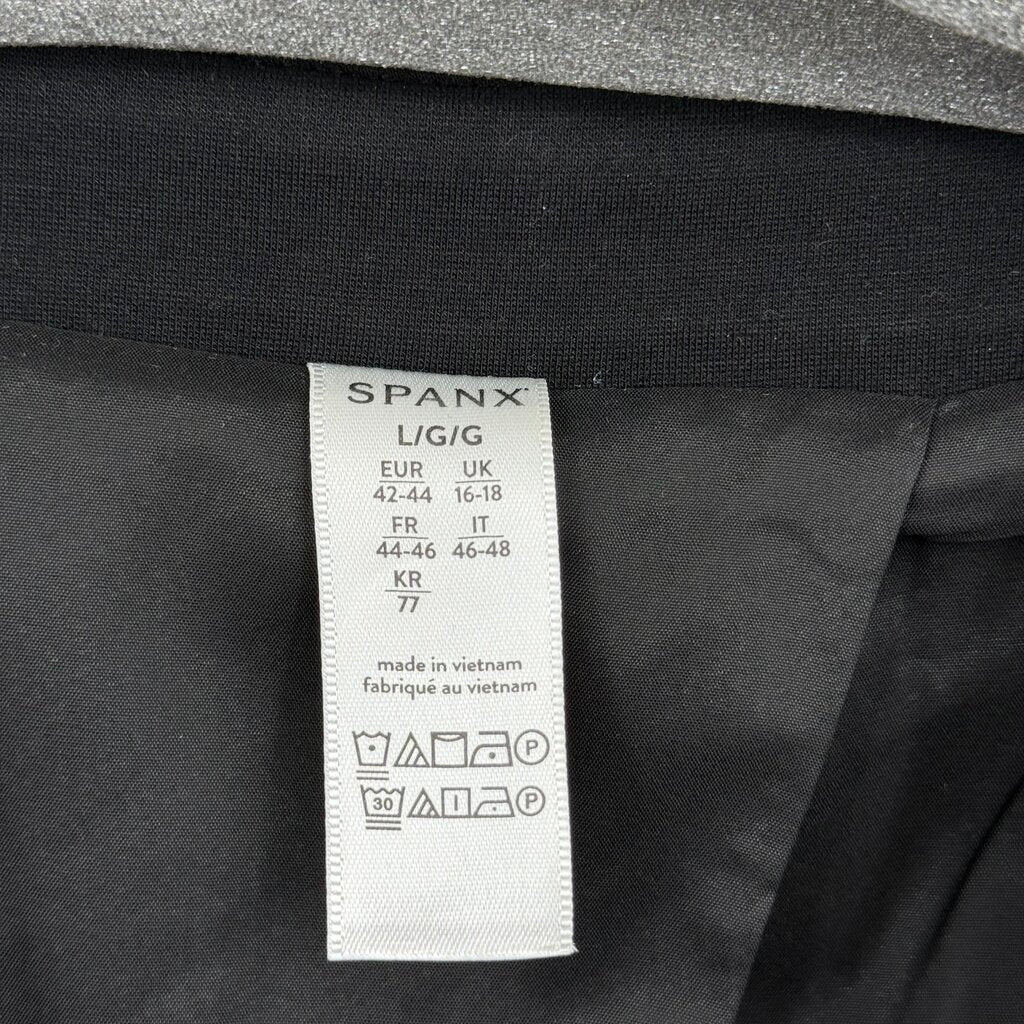 SPANX
L/G/G
EUR UK
42-44 16-18
FR IT
44-46 46-48
KR
77
made in vietnam
fabriqué au vietnam
P
30 P